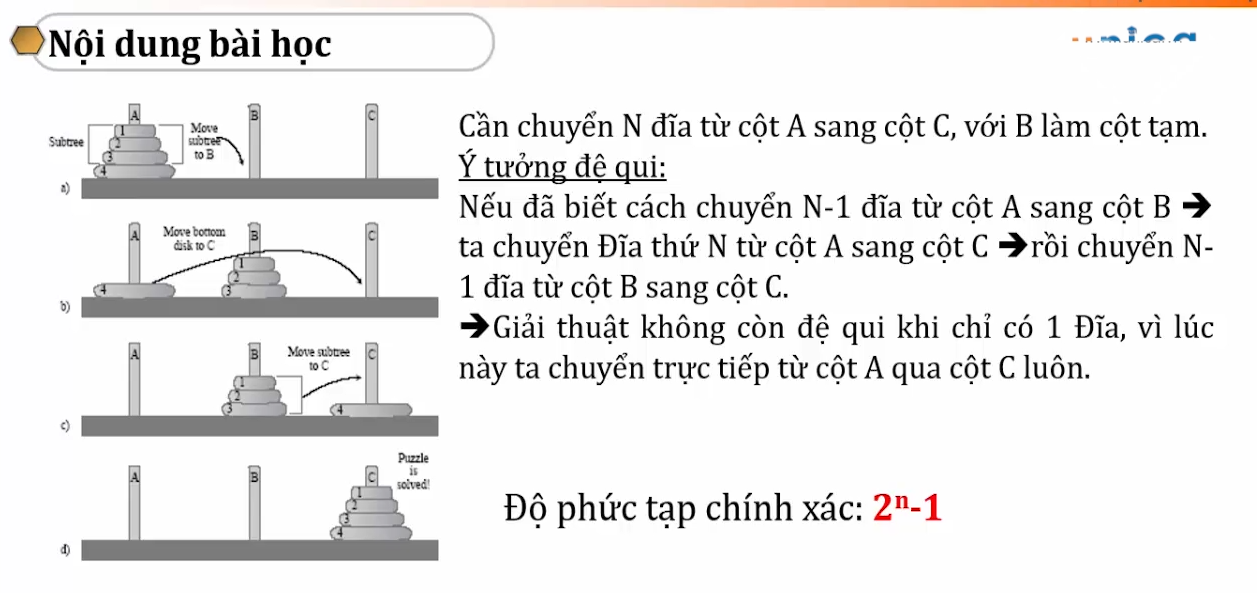 Nội dung bài học
unica
A
B
C
Subtree
1
2
3
4
Move
subtree
to B
a)
Cần chuyển N đĩa từ cột A sang cột C, với B làm cột tạm.
Ý tưởng đệ qui:
Nếu đã biết cách chuyển N-1 đĩa từ cột A sang cột B ➔
ta chuyển Đĩa thứ N từ cột A sang cột C ➔rồi chuyển N-
1 đĩa từ cột B sang cột C.
➔Giải thuật không còn đệ qui khi chỉ có 1 Đĩa, vì lúc
này ta chuyển trực tiếp từ cột A qua cột C luôn.
A
Move bottom
disk to C
B
C
1
2
3
4
b)
A
B
Move subtree
to C
C
1
2
3
4
c)
A
B
C
Puzzle
is
solved!
1
2
3
4
d)
Độ phức tạp chính xác: 2ⁿ-1